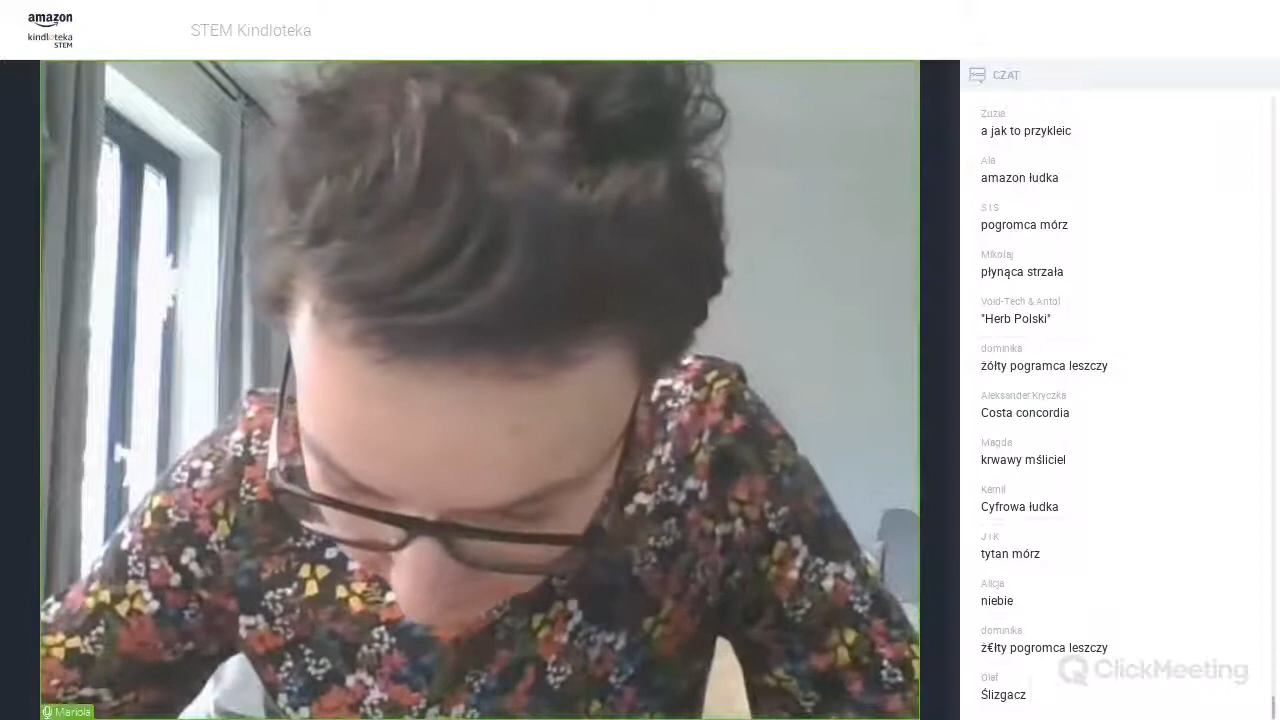 amazon
kindloteka
STEM
STEM Kindloteka
CZAT
Zuzia
a jak to przykleic
Ala
amazon łudka
S I S
pogromca mórz
Mikołaj
płynąca strzała
Void-Tech & Antol
"Herb Polski"
dominika
żółty pogramca leszczy
Aleksander Kryczka
Costa concordia
Magda
krwawy mściciel
Kamil
Cyfrowa łudka
J i K
tytan mórz
Alicja
niebie
dominika
ż€łty pogromca leszczy
Olaf
Ślizgacz
ClickMeeting
Mariola